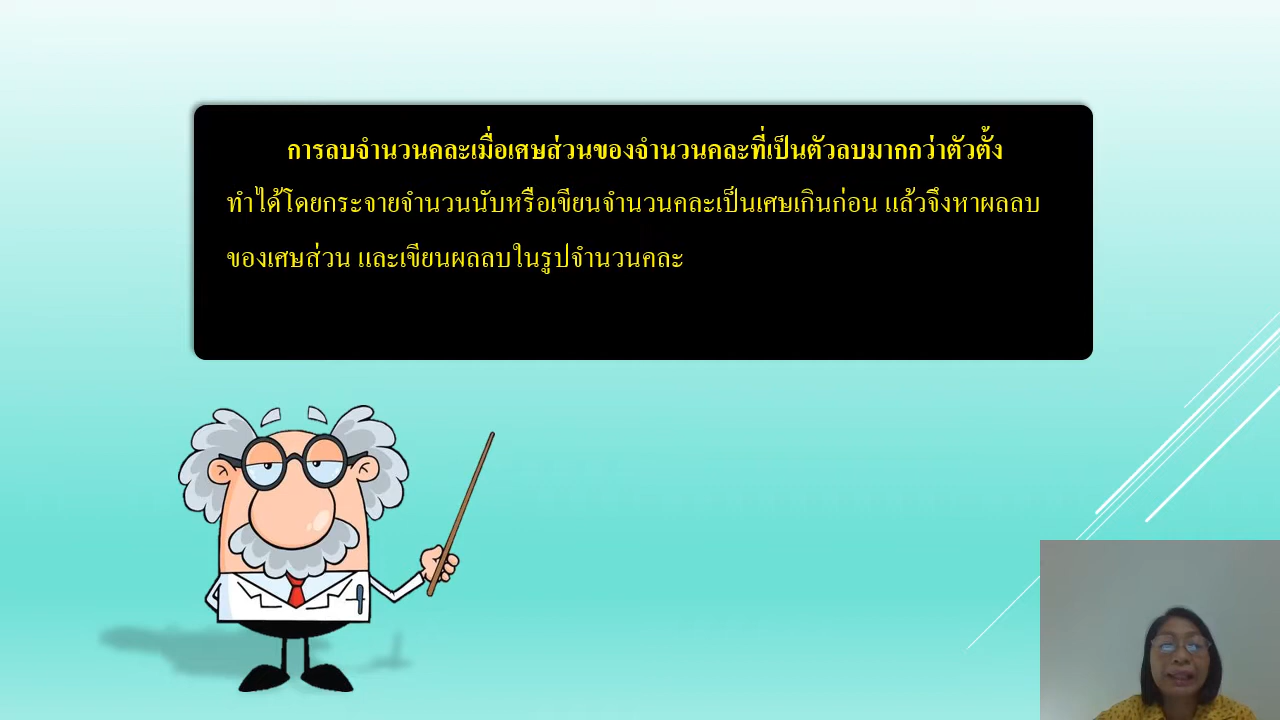 การลบจำนวนคละเมื่อเศษส่วนของจำนวนคละที่เป็นตัวลบมากกว่าตัวตั้ง
ทำได้โดยกระจายจำนวนนับหรือเขียนจำนวนคละเป็นเศษเกินก่อน แล้วจึงหาผลลบ
ของเศษส่วน และเขียนผลลบในรูปจำนวนคละ